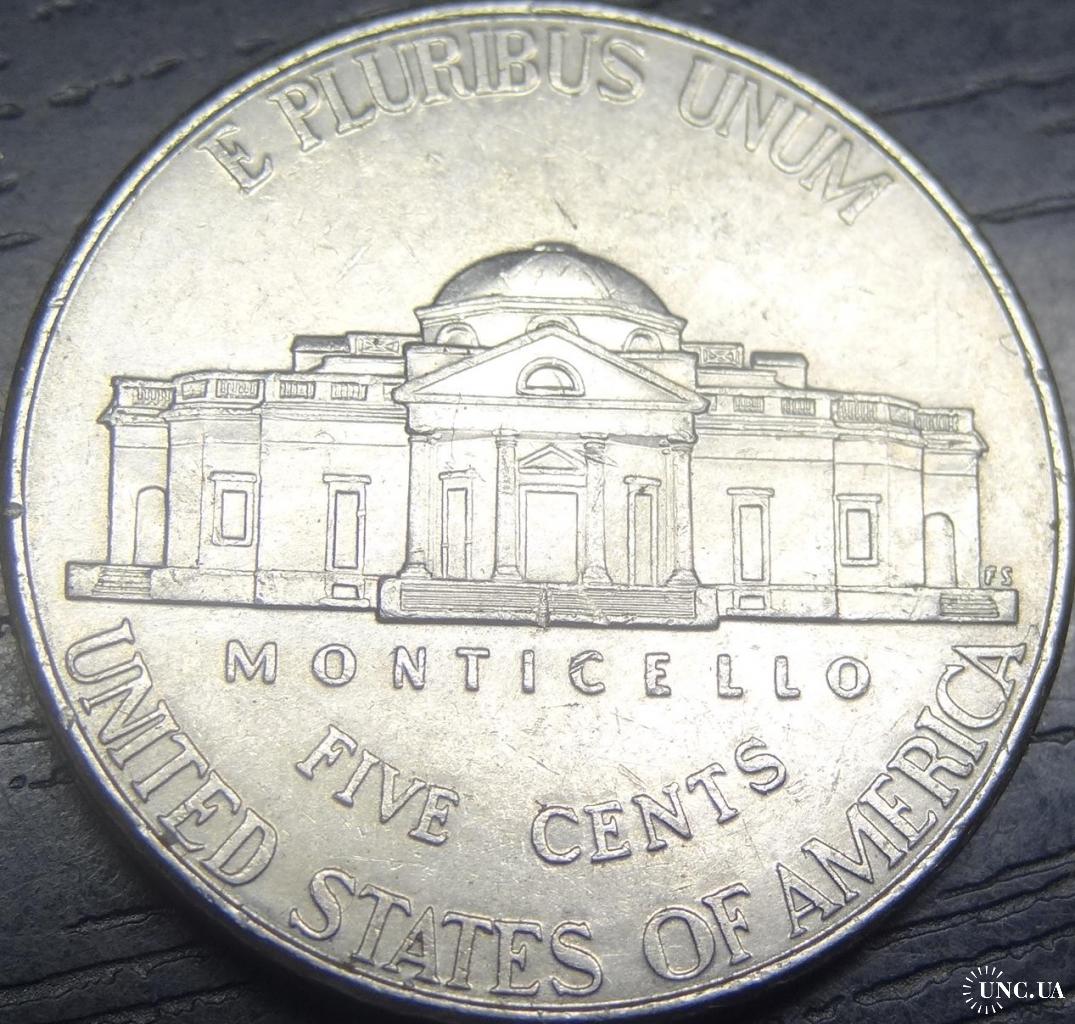 E PLURIBUS UNUM
FS
MONTICELLO
FIVE CENTS
UNITED STATES OF AMERICA
UNC.UA